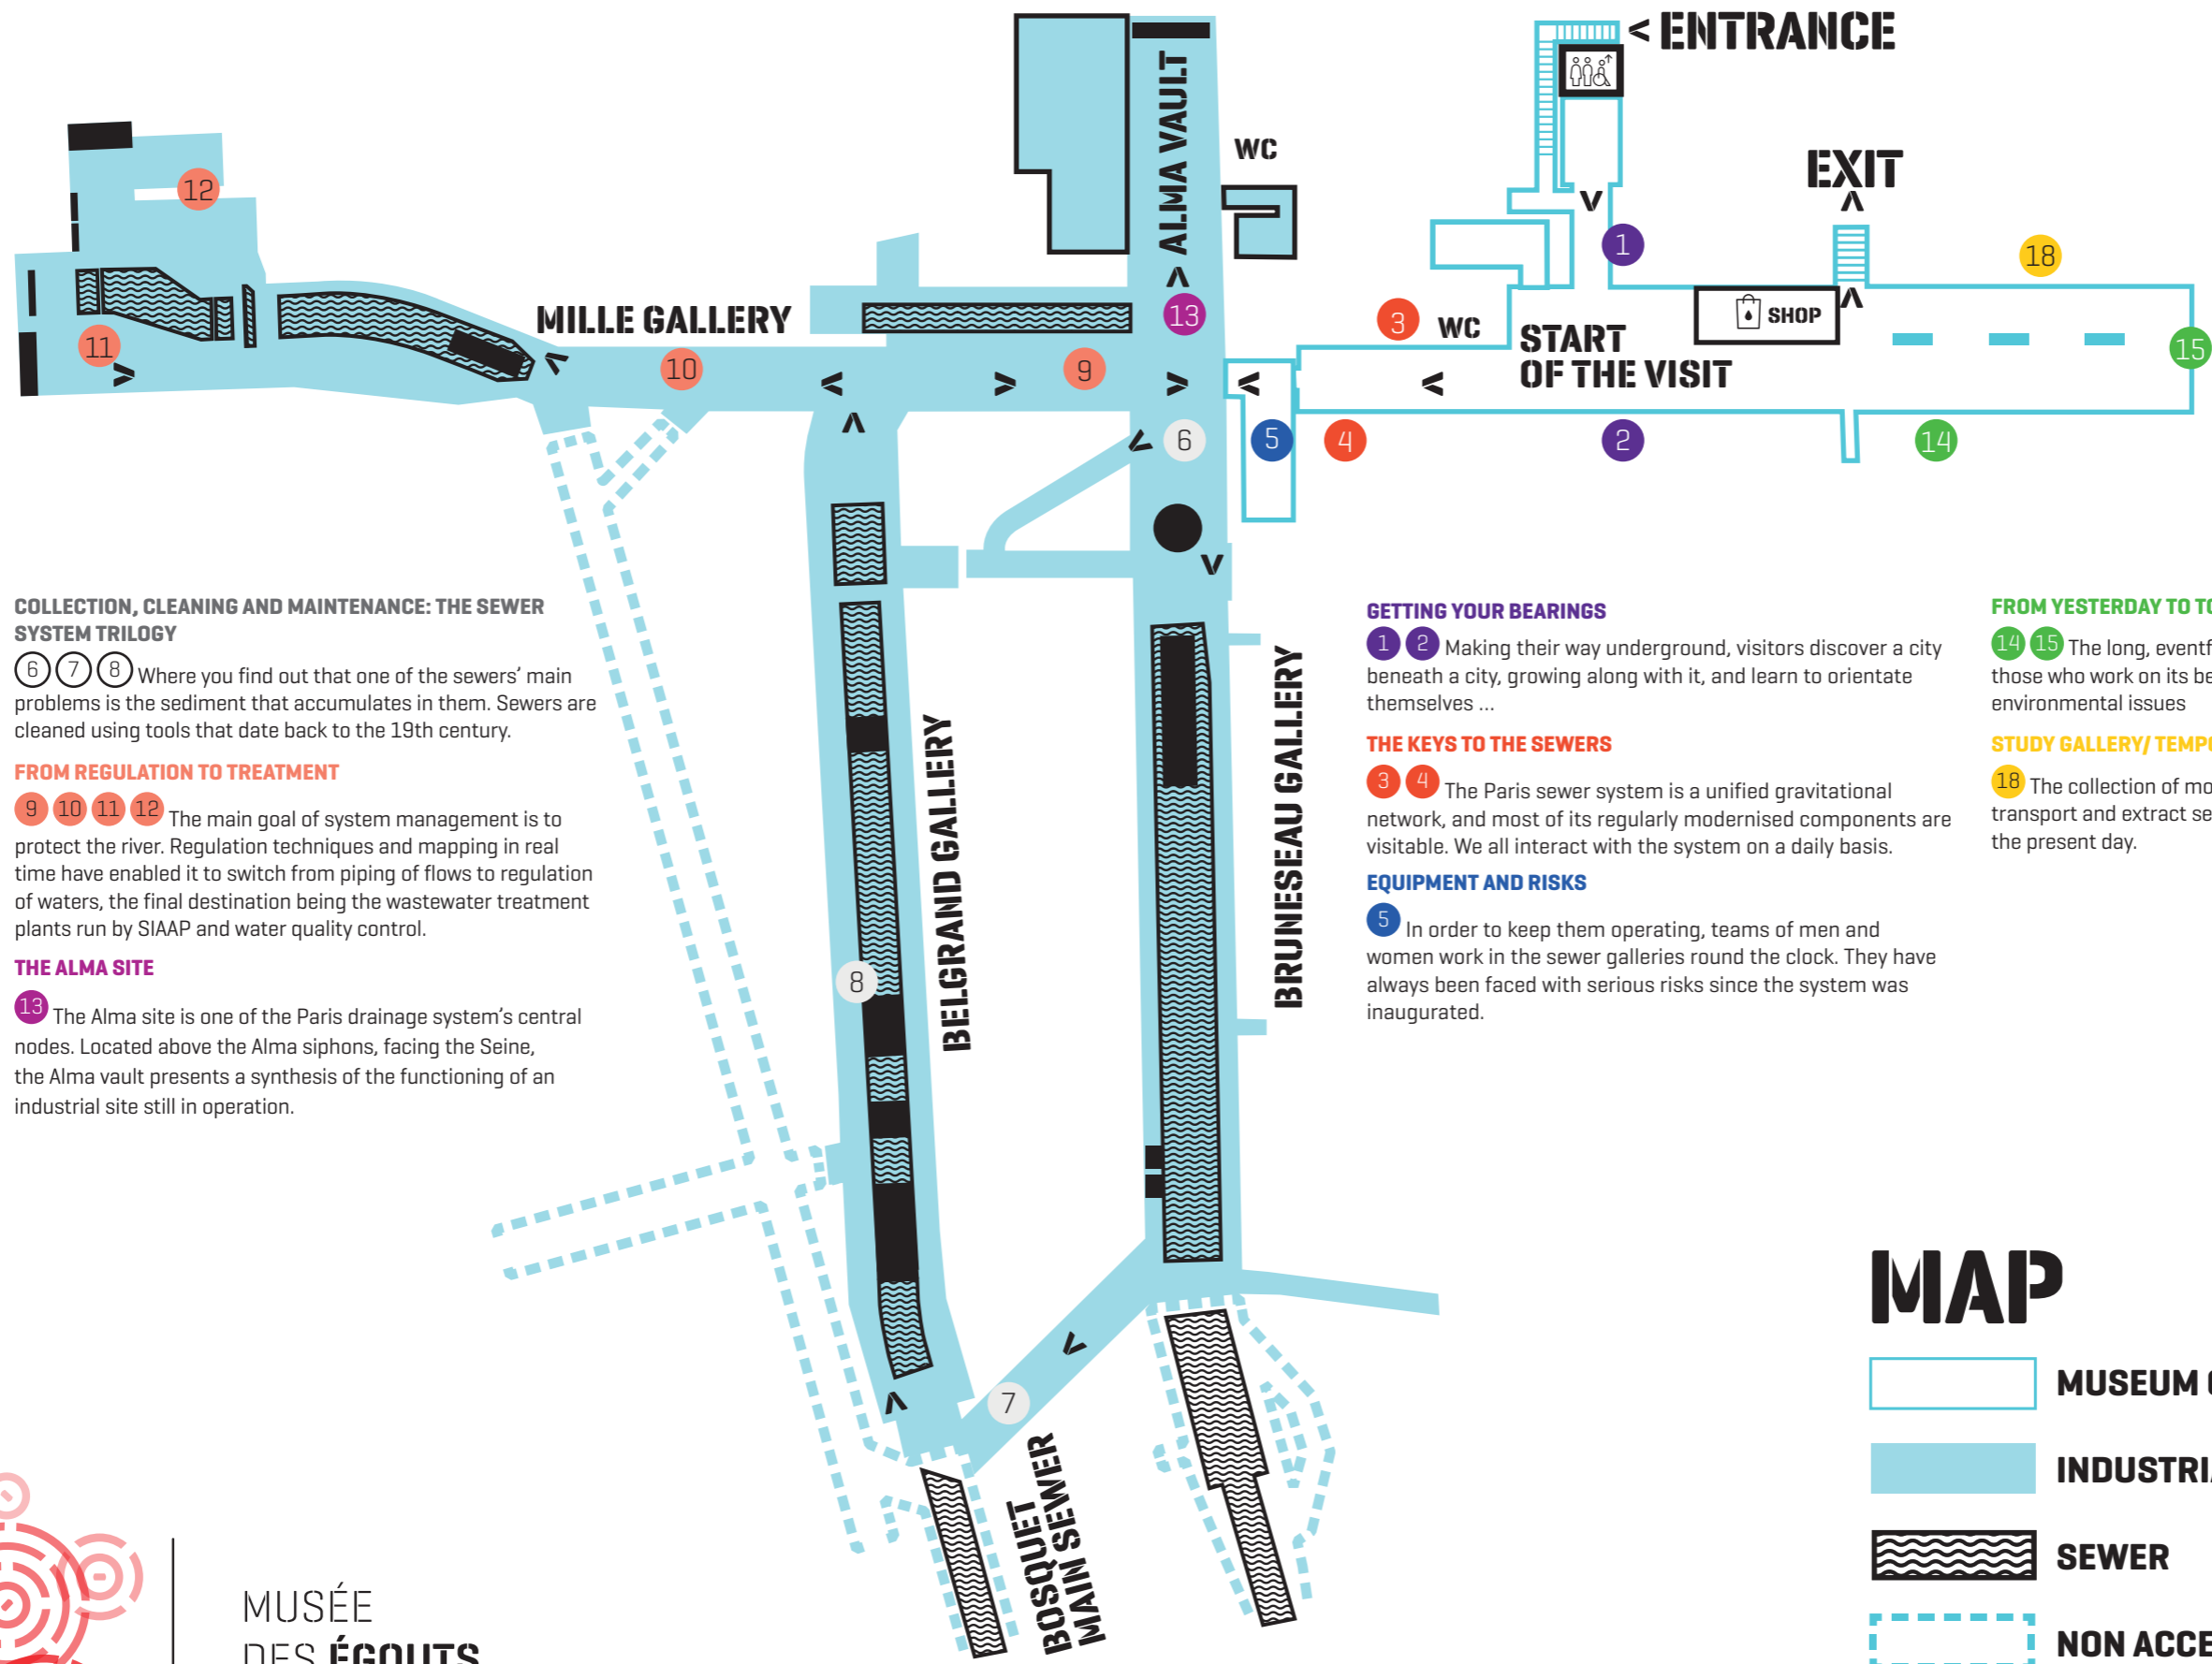 < ENTRANCE
EXIT
ALMA VAULT
WC
12
1
18
MILLE GALLERY
13
3
WC
START
OF THE VISIT
SHOP
15
11
10
9
6
5
4
2
14
COLLECTION, CLEANING AND MAINTENANCE: THE SEWER
SYSTEM TRILOGY
6 7 8 Where you find out that one of the sewers' main
problems is the sediment that accumulates in them. Sewers are
cleaned using tools that date back to the 19th century.
FROM REGULATION TO TREATMENT
9 10 11 12 The main goal of system management is to
protect the river. Regulation techniques and mapping in real
time have enabled it to switch from piping of flows to regulation
of waters, the final destination being the wastewater treatment
plants run by SIAAP and water quality control.
THE ALMA SITE
13 The Alma site is one of the Paris drainage system's central
nodes. Located above the Alma siphons, facing the Seine,
the Alma vault presents a synthesis of the functioning of an
industrial site still in operation.
8
BELGRAND GALLERY
BRUNESEAU GALLERY
7
BOSQUET
MAIN SEWER
GETTING YOUR BEARINGS
1 2 Making their way underground, visitors discover a city
beneath a city, growing along with it, and learn to orientate
themselves ...
THE KEYS TO THE SEWERS
3 4 The Paris sewer system is a unified gravitational
network, and most of its regularly modernised components are
visitable. We all interact with the system on a daily basis.
EQUIPMENT AND RISKS
5 In order to keep them operating, teams of men and
women work in the sewer galleries round the clock. They have
always been faced with serious risks since the system was
inaugurated.
FROM YESTERDAY TO
14 15 The long,
those who work on its
environmental issues
STUDY GALLERY/
18 The collection of
transport and extract
the present day.
MAP
MUSEUM
SEWER
NON
MUSÉE
DES ÉGOUTS